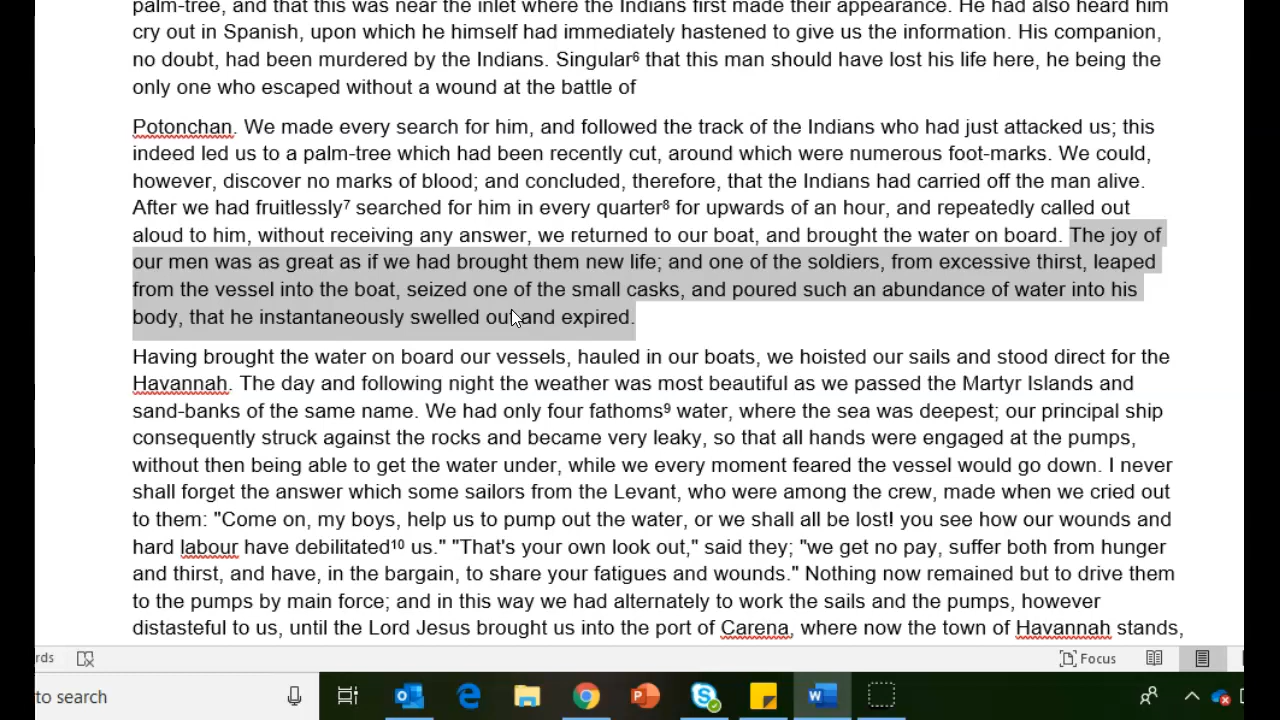 palm-tree, and that this was near the inlet where the Indians first made their appearance. He had also heard him
cry out in Spanish, upon which he himself had immediately hastened to give us the information. His companion,
no doubt, had been murdered by the Indians. Singular⁶ that this man should have lost his life here, he being the
only one who escaped without a wound at the battle of
Potonchan. We made every search for him, and followed the track of the Indians who had just attacked us; this
indeed led us to a palm-tree which had been recently cut, around which were numerous foot-marks. We could,
however, discover no marks of blood; and concluded, therefore, that the Indians had carried off the man alive.
After we had fruitlessly⁷ searched for him in every quarter⁸ for upwards of an hour, and repeatedly called out
aloud to him, without receiving any answer, we returned to our boat, and brought the water on board. The joy of
our men was as great as if we had brought them new life; and one of the soldiers, from excessive thirst, leaped
from the vessel into the boat, seized one of the small casks, and poured such an abundance of water into his
body, that he instantaneously swelled out and expired.
Having brought the water on board our vessels, hauled in our boats, we hoisted our sails and stood direct for the
Havannah. The day and following night the weather was most beautiful as we passed the Martyr Islands and
sand-banks of the same name. We had only four fathoms⁹ water, where the sea was deepest; our principal ship
consequently struck against the rocks and became very leaky, so that all hands were engaged at the pumps,
without then being able to get the water under, while we every moment feared the vessel would go down. I never
shall forget the answer which some sailors from the Levant, who were among the crew, made when we cried out
to them: "Come on, my boys, help us to pump out the water, or we shall all be lost! you see how our wounds and
hard labour have debilitated¹⁰ us." "That's your own look out," said they; "we get no pay, suffer both from hunger
and thirst, and have, in the bargain, to share your fatigues and wounds." Nothing now remained but to drive them
to the pumps by main force; and in this way we had alternately to work the sails and the pumps, however
distasteful to us, until the Lord Jesus brought us into the port of Carena, where now the town of Havannah stands,
rds Focus
to search